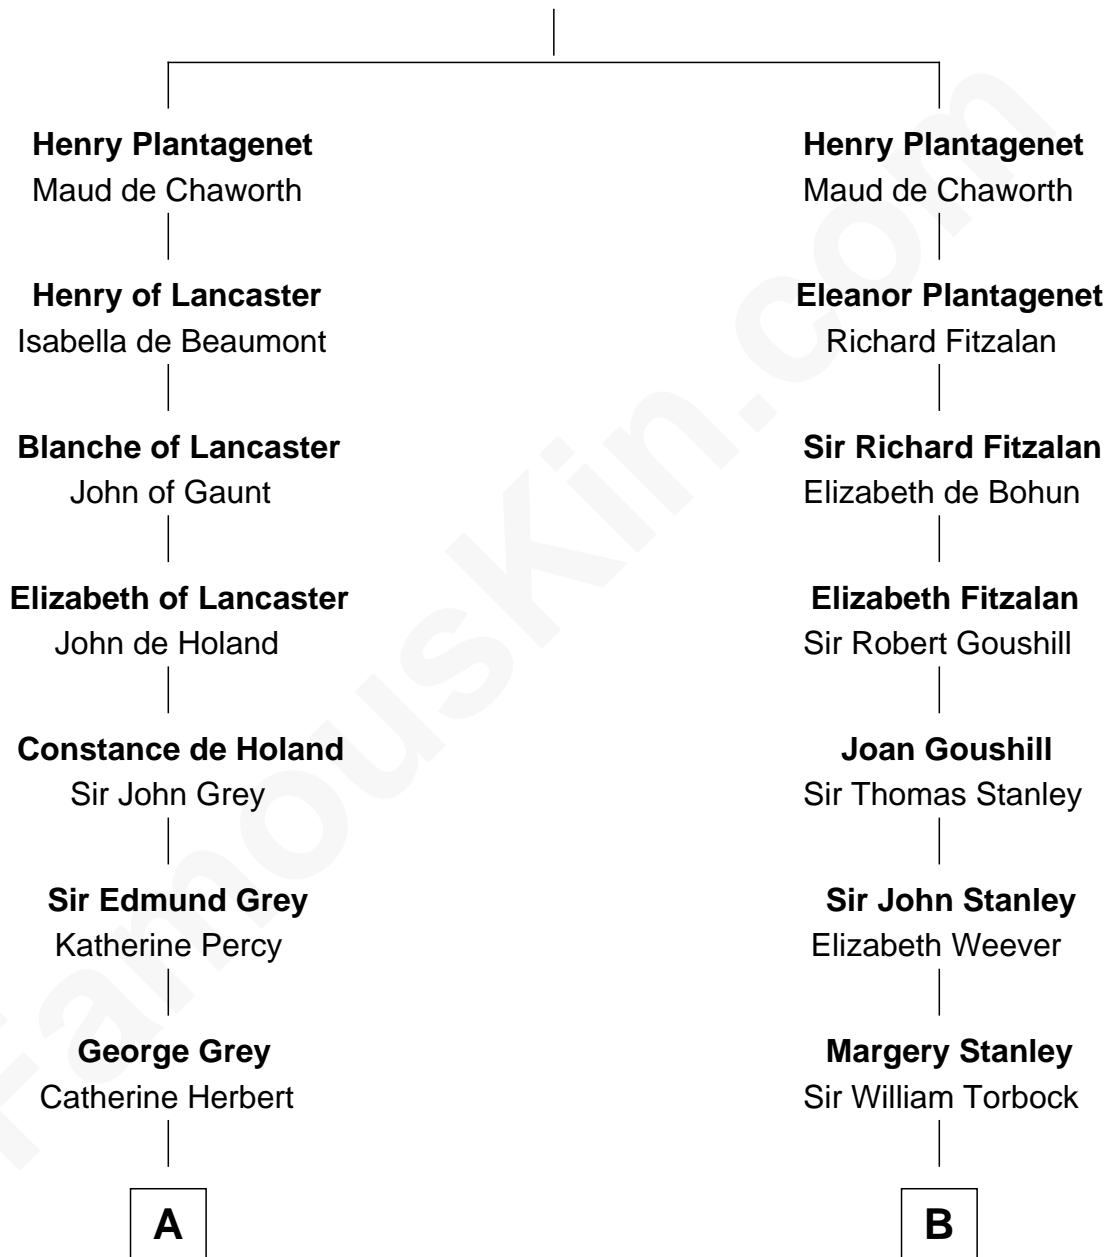 Henry Plantagenet
Maud de Chaworth
Henry of Lancaster
Isabella de Beaumont
Blanche of Lancaster
John of Gaunt
Elizabeth of Lancaster
John de Holand
Constance de Holand
Sir John Grey
Sir Edmund Grey
Katherine Percy
George Grey
Catherine Herbert
A
Henry Plantagenet
Maud de Chaworth
Eleanor Plantagenet
Richard Fitzalan
Sir Richard Fitzalan
Elizabeth de Bohun
Elizabeth Fitzalan
Sir Robert Goushill
Joan Goushill
Sir Thomas Stanley
Sir John Stanley
Elizabeth Weever
Margery Stanley
Sir William Torbock
B
FamousKin.com